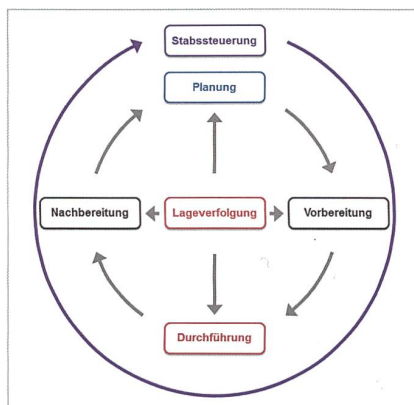 Stabssteuerung
Planung
Nachbereitung
Lageverfolgung
Vorbereitung
Durchführung